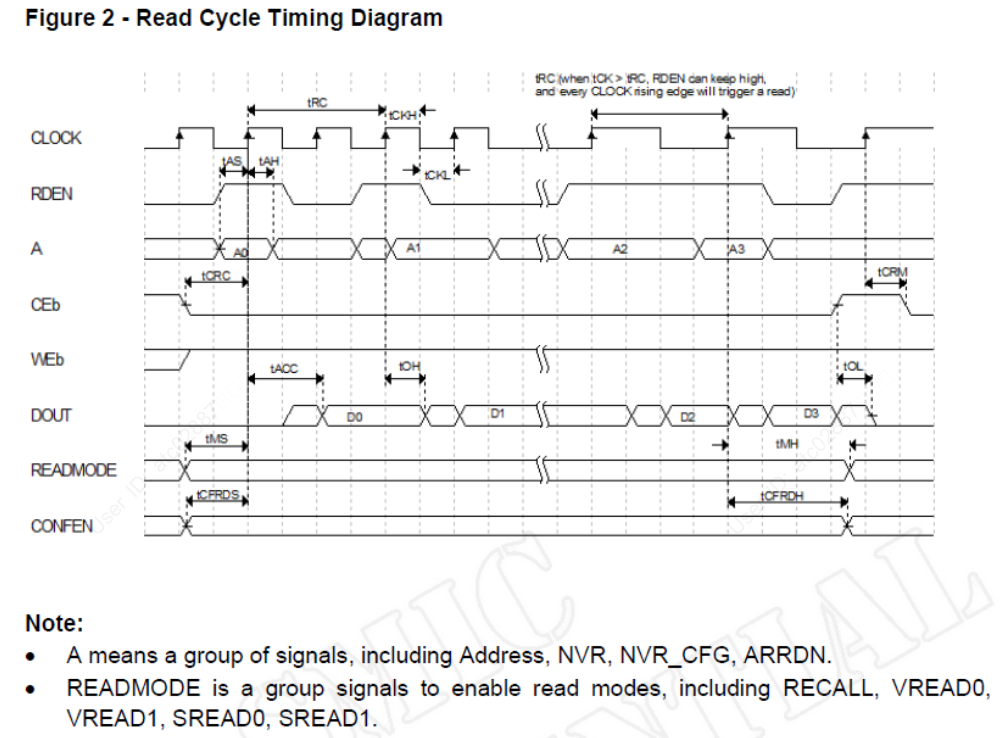 Figure 2 - Read Cycle Timing Diagram
tRC (when tCK > tRC, RDEN can keep high,
and every CLOCK rising edge will trigger a read)
tRC
tCKH
CLOCK
tAS tAH
tCKL
RDEN
A
A0 A1 A2 A3
tCRC
tCRM
CEb
WEb
tACC tOH tOL
DOUT
D0 D1 D2 D3
tMS tMH
READMODE
tCFRDS tCFRDH
CONFEN
Note:
• A means a group of signals, including Address, NVR, NVR_CFG, ARRDN.
• READMODE is a group signals to enable read modes, including RECALL, VREAD0,
VREAD1, SREAD0, SREAD1.